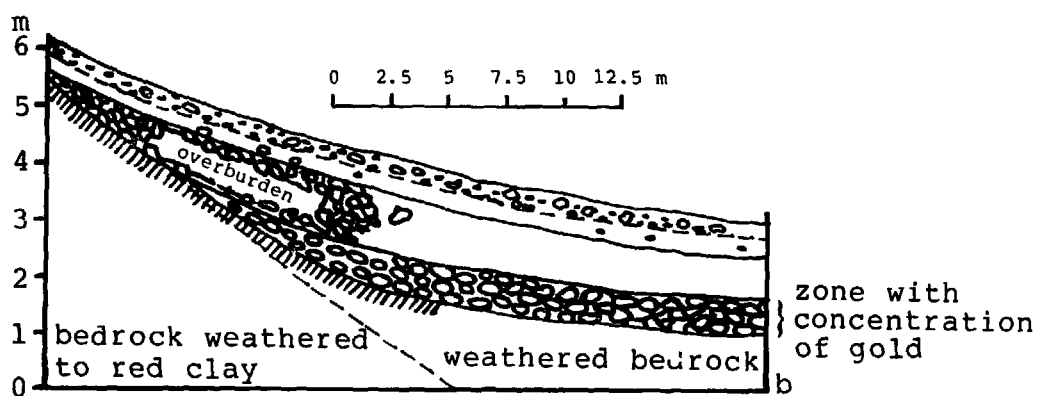 m
6
5
4
3
2
1
0
0 2.5 5 7.5 10 12.5 m
overburden
bedrock weathered
to red clay
weathered bedrock
zone with
concentration
of gold
b